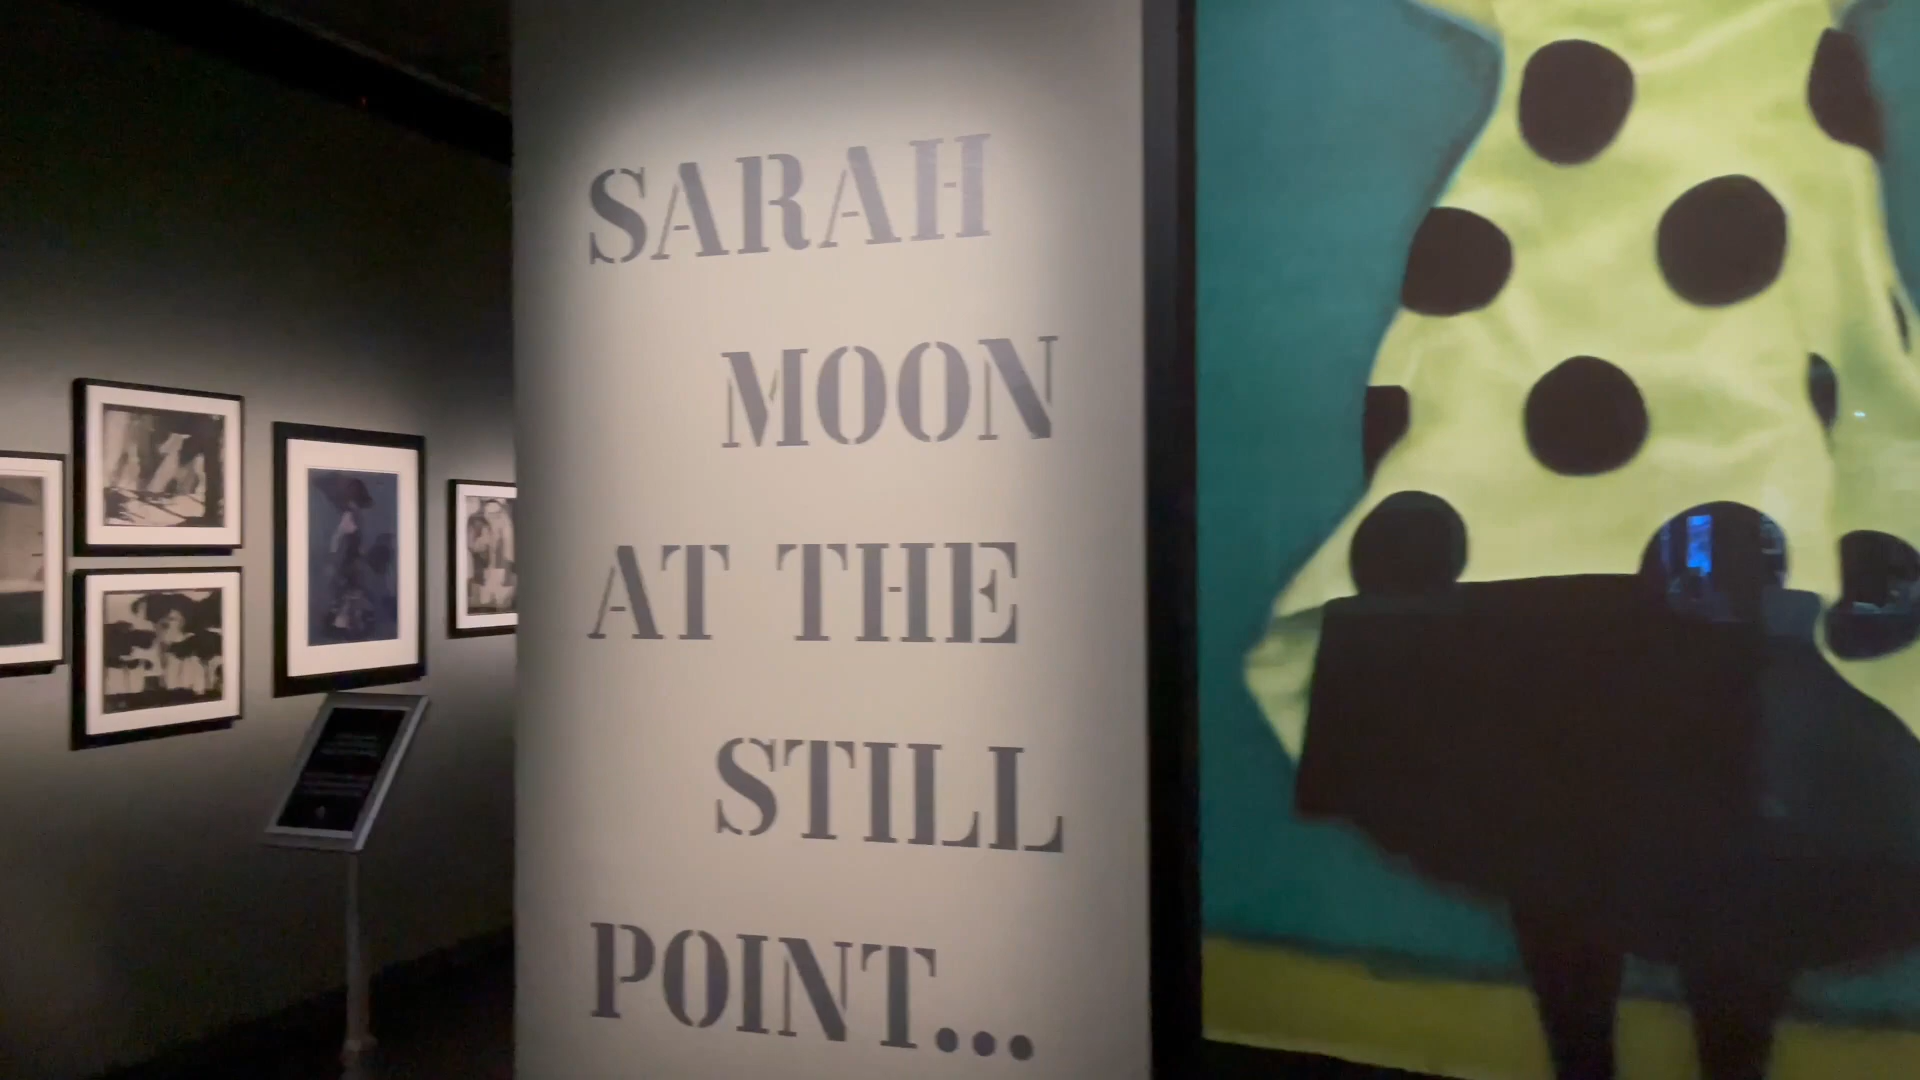 SARAH
MOON
AT THE
STILL
POINT...